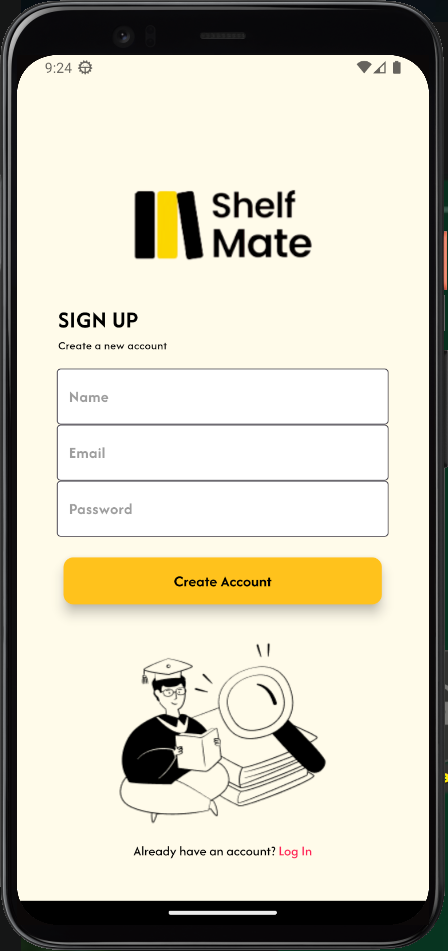 9:24
Shelf
Mate
SIGN UP
Create a new account
Name
Email
Password
Create Account
Already have an account? Log In